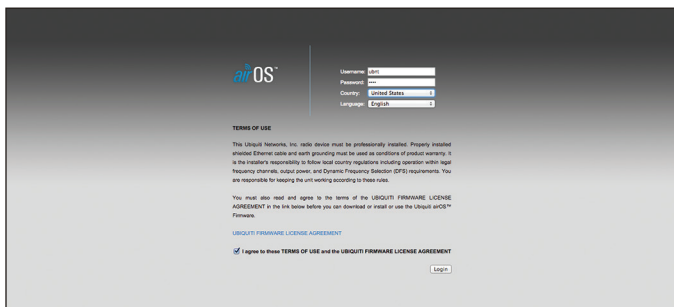 airOS™
Username: ubnt
Password: ••••
Country: United States
Language: English
TERMS OF USE
This Ubiquiti Networks, Inc. radio device must be professionally installed. Properly installed
shielded Ethernet cable and earth grounding must be used as conditions of product warranty. It
is the installer's responsibility to follow local country regulations including operation within legal
frequency channels, output power, and Dynamic Frequency Selection (DFS) requirements. You
are responsible for keeping the unit working according to these rules.
You must also read and agree to the terms of the UBIQUITI FIRMWARE LICENSE
AGREEMENT in the link below before you can download or install or use the Ubiquiti airOS™
Firmware.
UBIQUITI FIRMWARE LICENSE AGREEMENT
I agree to these TERMS OF USE and the UBIQUITI FIRMWARE LICENSE AGREEMENT
Login